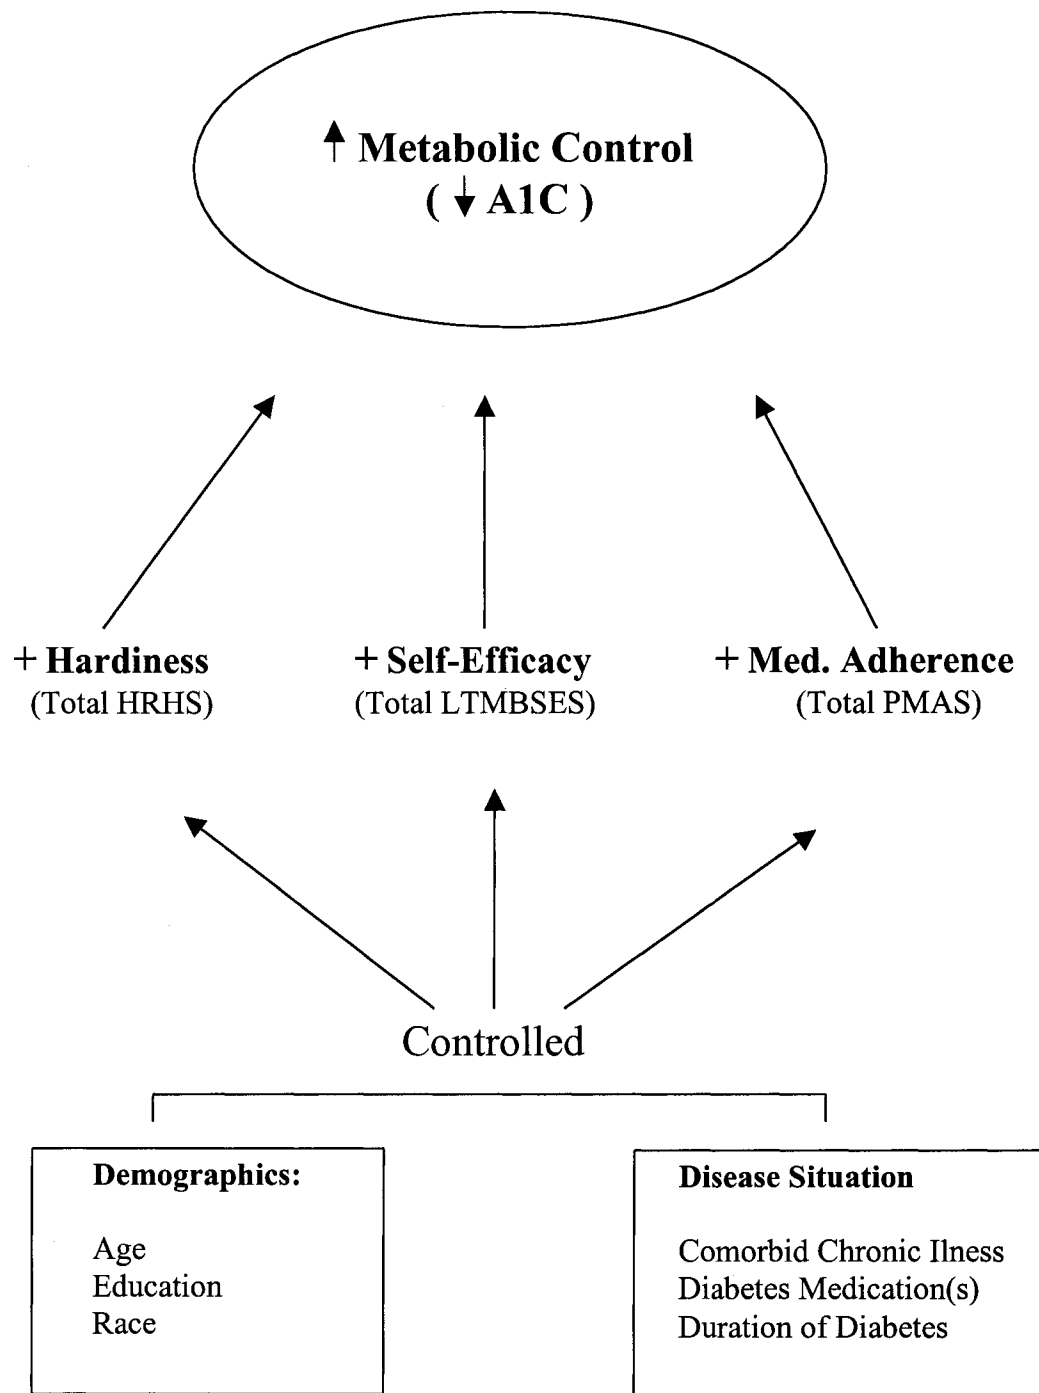 ↑ Metabolic Control
( ↓ A1C )
+ Hardiness
(Total HRHS)
+ Self-Efficacy
(Total LTMBSES)
+ Med. Adherence
(Total PMAS)
Controlled
Demographics:
Age
Education
Race
Disease Situation
Comorbid Chronic Ilness
Diabetes Medication(s)
Duration of Diabetes